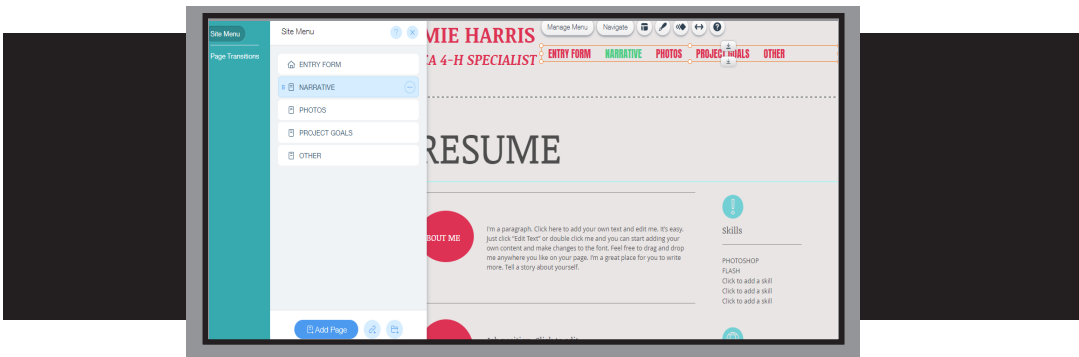 Site Menu
Page Transitions
Site Menu
?
ENTRY FORM
NARRATIVE
PHOTOS
PROJECT GOALS
OTHER
Add Page
Manage Menu
Navigate
?
MIE HARRIS
A 4-H SPECIALIST
ENTRY FORM NARRATIVE PHOTOS PROJECT GOALS OTHER
RESUME
BOUT ME
I'm a paragraph. Click here to add your own text and edit me. It's easy.
Just click "Edit Text" or double click me and you can start adding your
own content and make changes to the font. Feel free to drag and drop
me anywhere you like on your page. I'm a great place for you to write
more. Tell a story about yourself.
Skills
PHOTOSHOP
FLASH
Click to add a skill
Click to add a skill
Click to add a skill